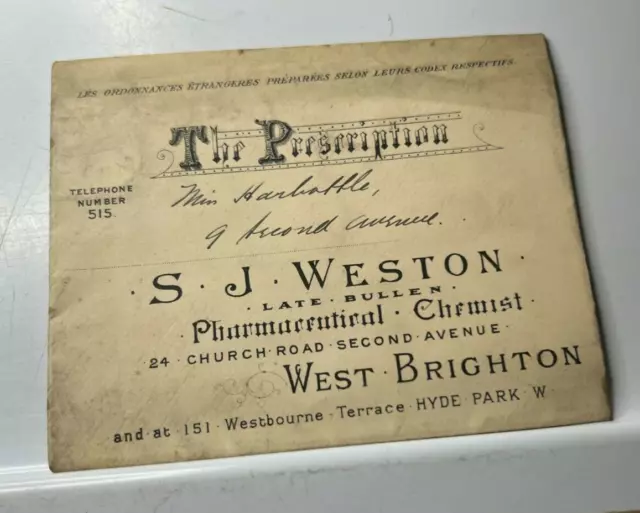 LES ORDONNANCES ÉTRANGERES PRÉPARÉES SELON LEURS CODEX RESPECTIFS.
The Prescription
TELEPHONE
NUMBER
515.
Miss Harbottle,
9 Second Avenue.
· S · J · WESTON ·
· LATE · BULLEN ·
· Pharmaceutical · Chemist ·
24 · CHURCH · ROAD · SECOND · AVENUE ·
WEST · BRIGHTON
and · at · 151 · Westbourne · Terrace · HYDE PARK W